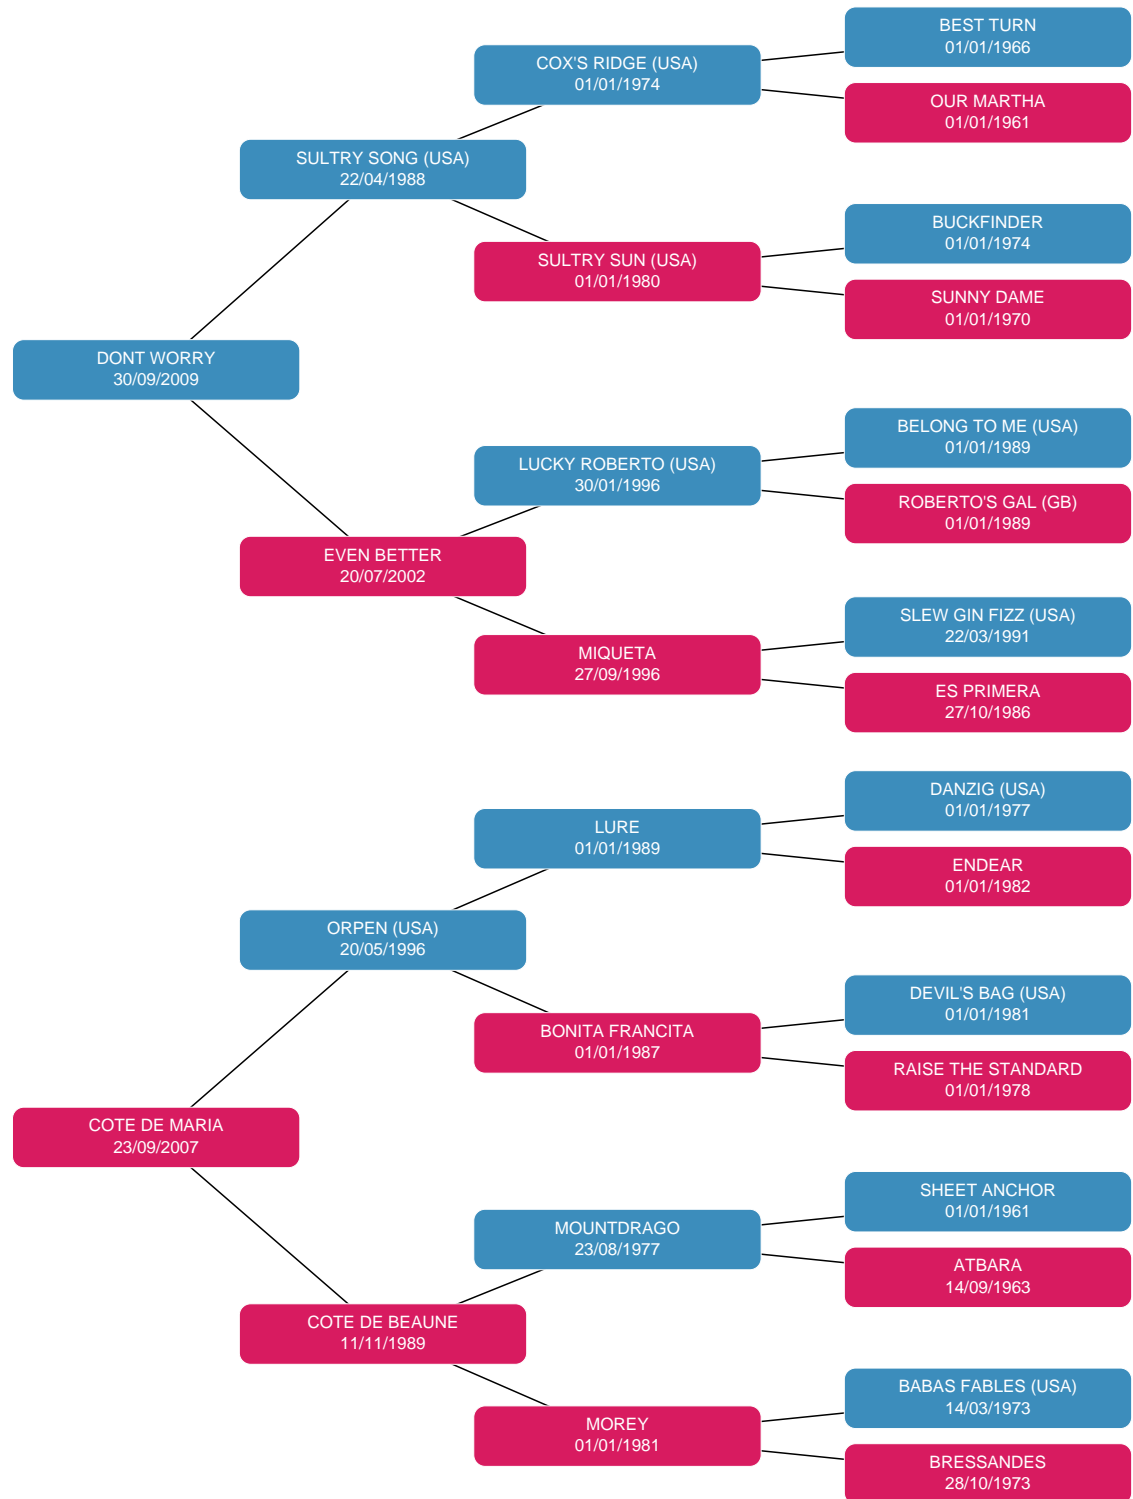 BEST TURN
01/01/1966
COX'S RIDGE (USA)
01/01/1974
OUR MARTHA
01/01/1961
SULTRY SONG (USA)
22/04/1988
BUCKFINDER
01/01/1974
SULTRY SUN (USA)
01/01/1980
SUNNY DAME
01/01/1970
DONT WORRY
30/09/2009
BELONG TO ME (USA)
01/01/1989
LUCKY ROBERTO (USA)
30/01/1996
ROBERTO'S GAL (GB)
01/01/1989
EVEN BETTER
20/07/2002
SLEW GIN FIZZ (USA)
22/03/1991
MIQUETA
27/09/1996
ES PRIMERA
27/10/1986
DANZIG (USA)
01/01/1977
LURE
01/01/1989
ENDEAR
01/01/1982
ORPEN (USA)
20/05/1996
DEVIL'S BAG (USA)
01/01/1981
BONITA FRANCITA
01/01/1987
RAISE THE STANDARD
01/01/1978
COTE DE MARIA
23/09/2007
SHEET ANCHOR
01/01/1961
MOUNTDRAGO
23/08/1977
ATBARA
14/09/1963
COTE DE BEAUNE
11/11/1989
BABAS FABLES (USA)
14/03/1973
MOREY
01/01/1981
BRESSANDES
28/10/1973